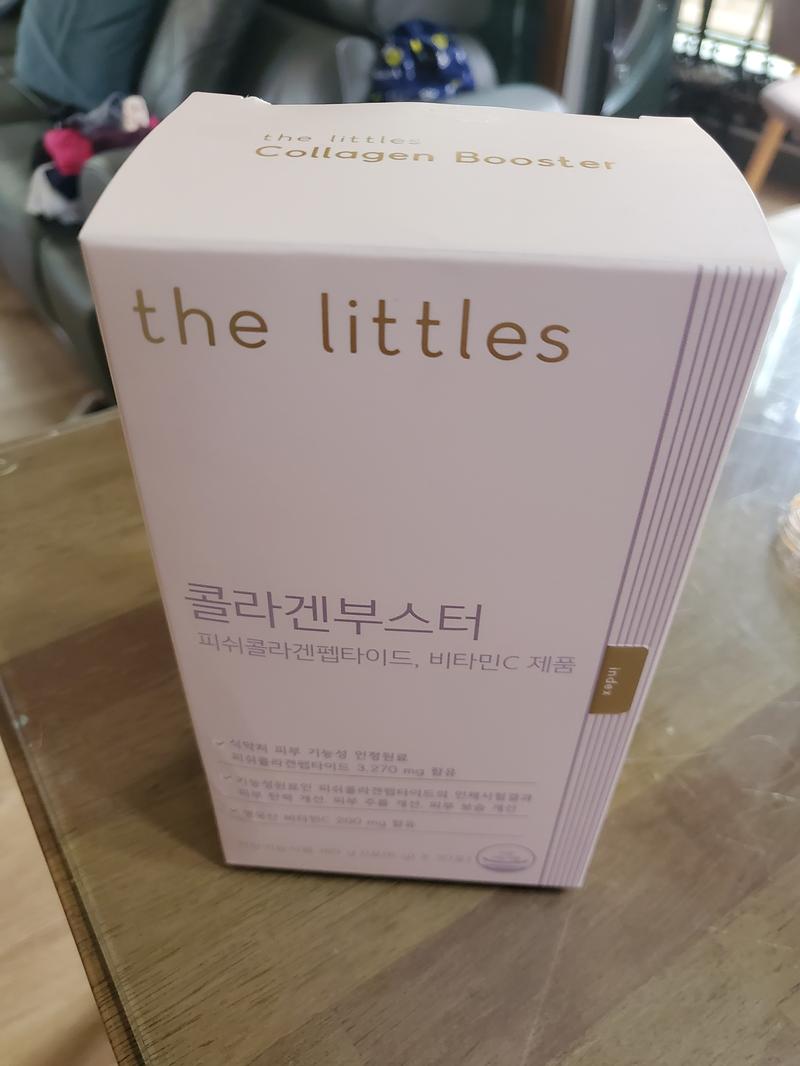 the littles
Collagen Booster
the littles
콜라겐부스터
피쉬콜라겐펩타이드, 비타민C 제품
index
식약처 피부 기능성 인정원료
피쉬콜라겐펩타이드 3,270 mg 함유
기능성원료인 피쉬콜라겐펩타이드의 인체시험결과
피부 탄력 개선, 피부 주름 개선, 피부 보습 개선
영국산 비타민C 200 mg 함유